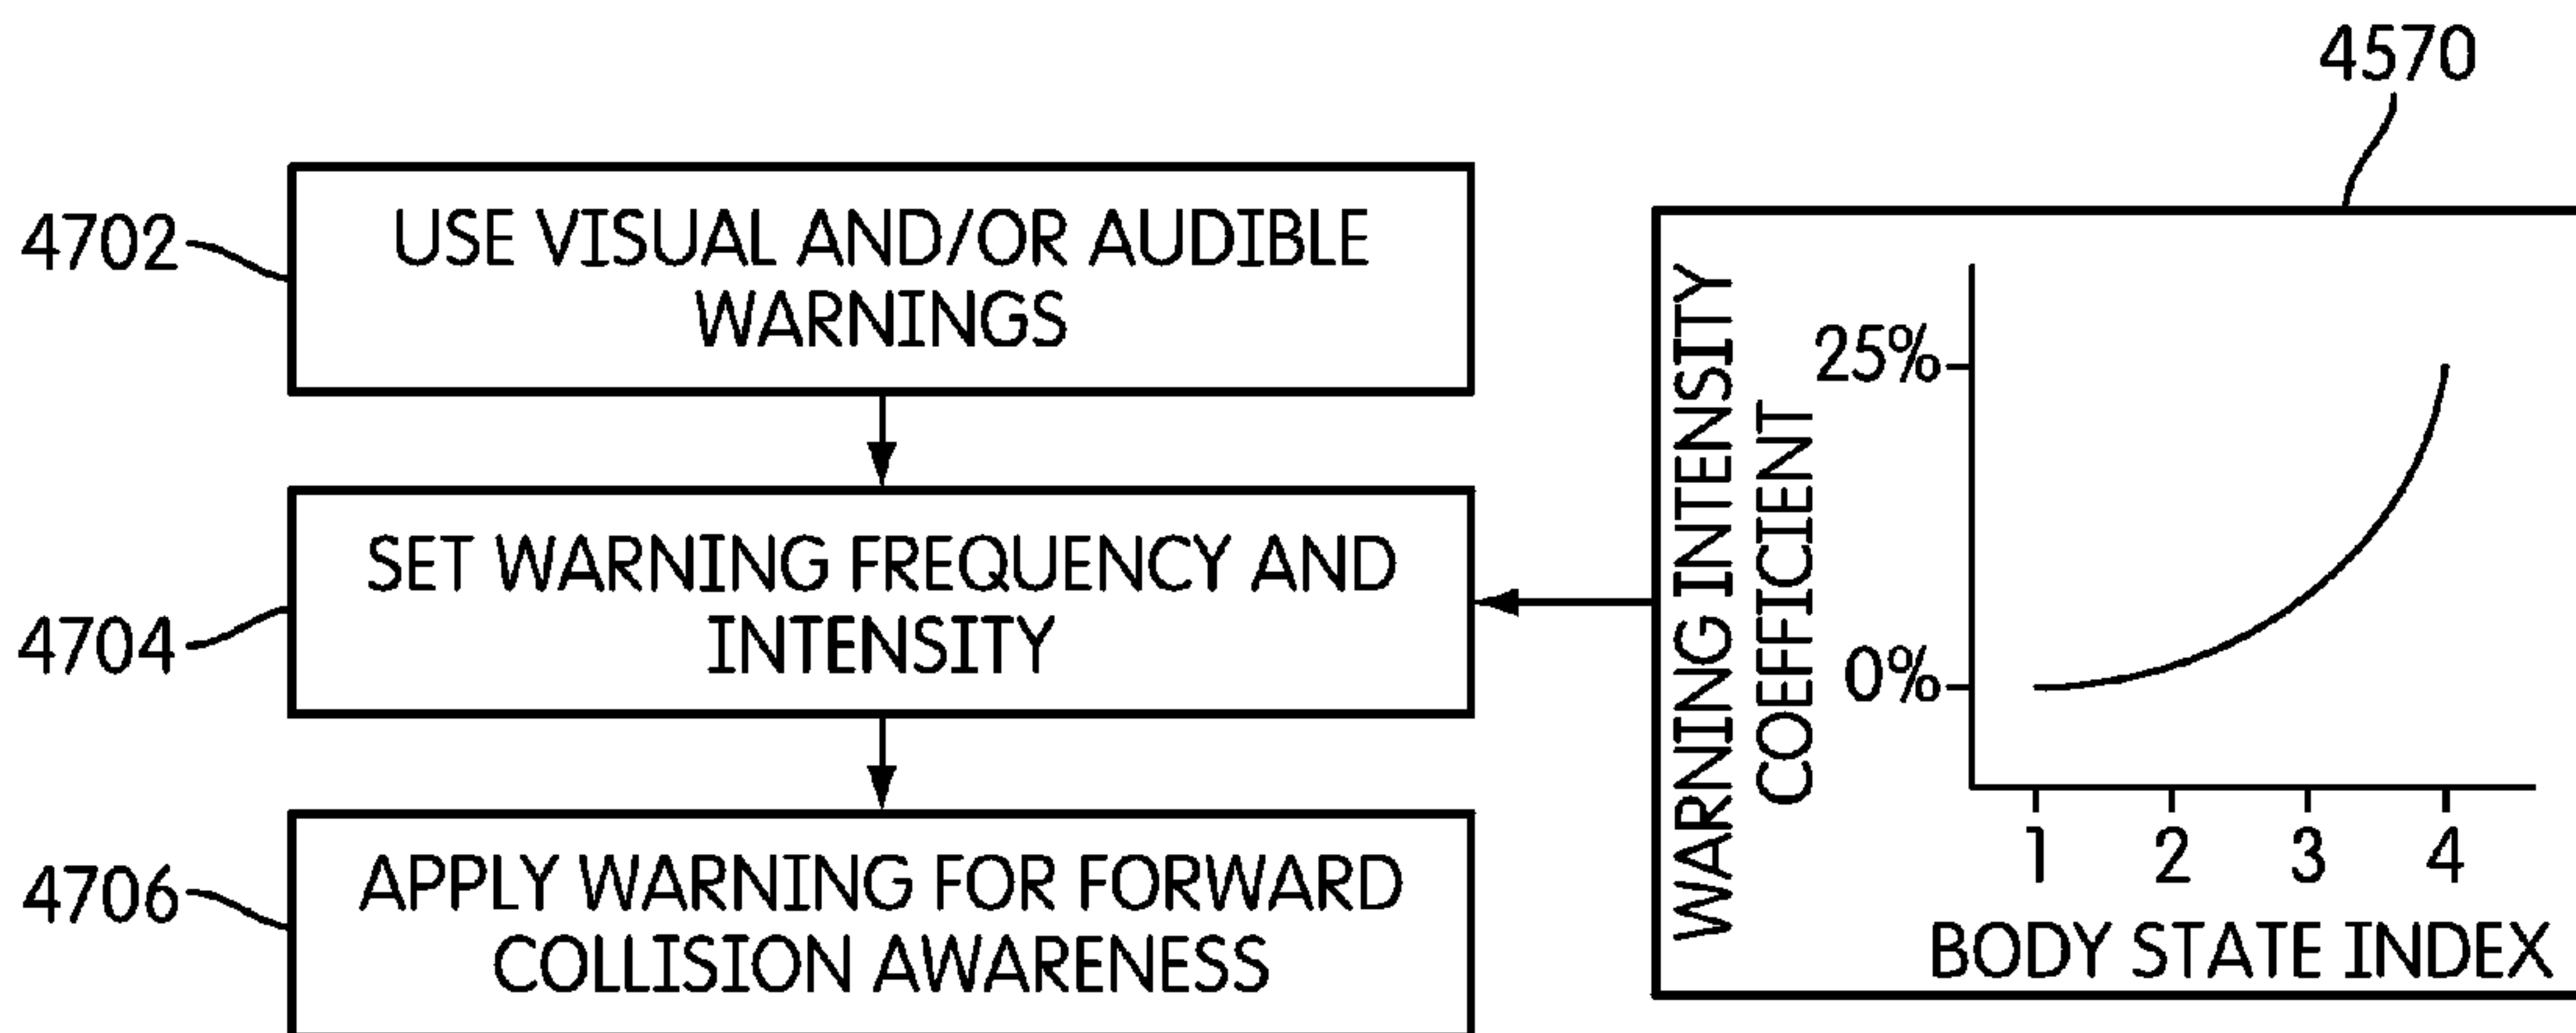 4570
4702
USE VISUAL AND/OR AUDIBLE
WARNINGS
4704
SET WARNING FREQUENCY AND
INTENSITY
4706
APPLY WARNING FOR FORWARD
COLLISION AWARENESS
WARNING INTENSITY
COEFFICIENT
25%
0%
1 2 3 4
BODY STATE INDEX